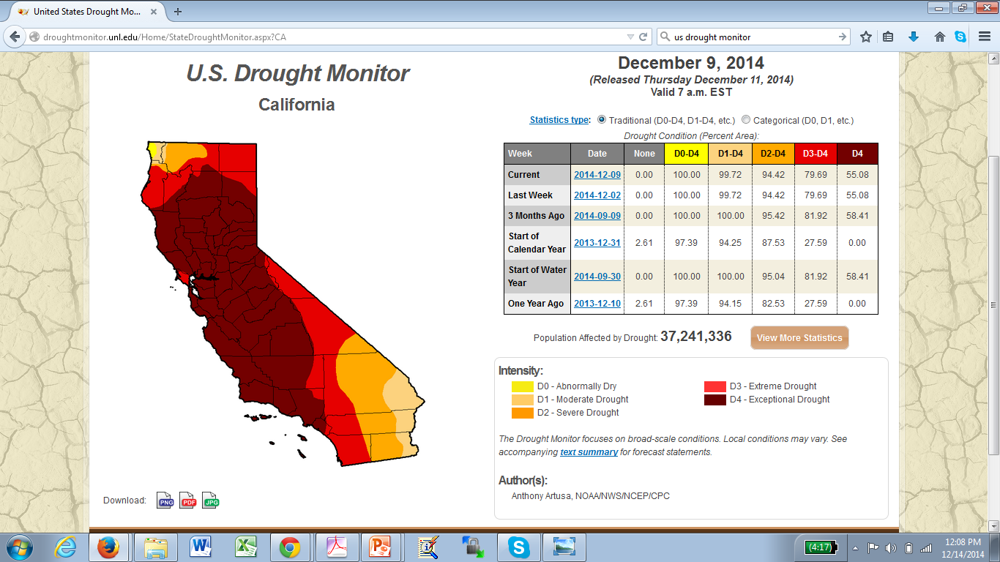 United States Drought Mo...
droughtmonitor.unl.edu/Home/StateDroughtMonitor.aspx?CA
us drought monitor
U.S. Drought Monitor
California
December 9, 2014
(Released Thursday December 11, 2014)
Valid 7 a.m. EST
Statistics type: Traditional (D0-D4, D1-D4, etc.) Categorical (D0, D1, etc.)
Drought Condition (Percent Area):
Week Date None D0-D4 D1-D4 D2-D4 D3-D4 D4
Current 2014-12-09 0.00 100.00 99.72 94.42 79.69 55.08
Last Week 2014-12-02 0.00 100.00 99.72 94.42 79.69 55.08
3 Months Ago 2014-09-09 0.00 100.00 100.00 95.42 81.92 58.41
Start of
Calendar Year 2013-12-31 2.61 97.39 94.25 87.53 27.59 0.00
Start of Water
Year 2014-09-30 0.00 100.00 100.00 95.04 81.92 58.41
One Year Ago 2013-12-10 2.61 97.39 94.15 82.53 27.59 0.00
Population Affected by Drought: 37,241,336 View More Statistics
Intensity:
D0 - Abnormally Dry
D1 - Moderate Drought
D2 - Severe Drought
D3 - Extreme Drought
D4 - Exceptional Drought
The Drought Monitor focuses on broad-scale conditions. Local conditions may vary. See
accompanying text summary for forecast statements.
Author(s):
Anthony Artusa, NOAA/NWS/NCEP/CPC
Download: PNG PDF JPG
(4:17)
12:08 PM
12/14/2014